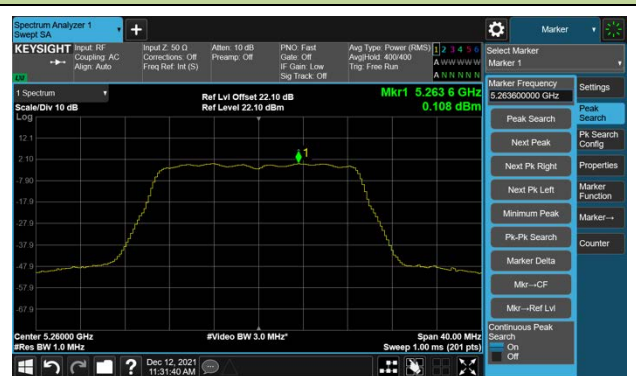 Spectrum Analyzer 1
Swept SA
+
Marker
KEYSIGHT
Input: RF
Coupling: AC
Align: Auto
Input Z: 50 Ω
Corrections: Off
Freq Ref: Int (S)
Atten: 10 dB
Preamp: Off
PNO: Fast
Gate: Off
IF Gain: Low
Sig Track: Off
Avg Type: Power (RMS)
Avg|Hold: 400/400
Trig: Free Run
1 2 3 4 5 6
A W W W W W
A N N N N N
LM
Select Marker
Marker 1
1 Spectrum
Scale/Div 10 dB
Log
Ref Lvl Offset 22.10 dB
Ref Level 22.10 dBm
Mkr1 5.263 6 GHz
0.108 dBm
12.1
2.10
-7.90
-17.9
-27.9
-37.9
-47.9
-57.9
-67.9
1
Center 5.26000 GHz
#Res BW 1.0 MHz
#Video BW 3.0 MHz*
Span 40.00 MHz
Sweep 1.00 ms (201 pts)
Marker Frequency
5.263600000 GHz
Peak Search
Next Peak
Next Pk Right
Next Pk Left
Minimum Peak
Pk-Pk Search
Marker Delta
Mkr→CF
Mkr→Ref Lvl
Continuous Peak
Search
On
Off
Settings
Peak
Search
Pk Search
Config
Properties
Marker
Function
Marker→
Counter
?
Dec 12, 2021
11:31:40 AM